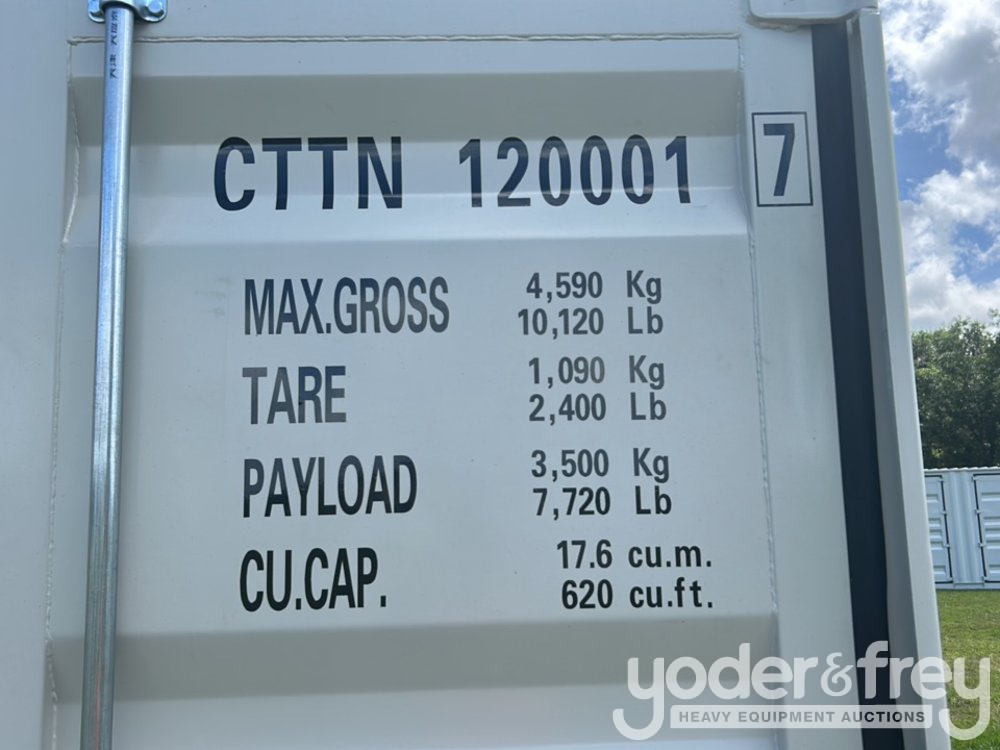 CTTN 120001 7
MAX.GROSS 4,590 Kg
10,120 Lb
TARE 1,090 Kg
2,400 Lb
PAYLOAD 3,500 Kg
7,720 Lb
CU.CAP. 17.6 cu.m.
620 cu.ft.
yoder&frey
HEAVY EQUIPMENT AUCTIONS